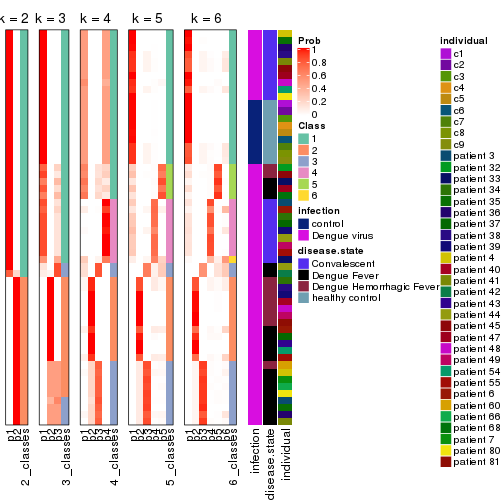 k = 2
k = 3
k = 4
k = 5
k = 6
p1
p2
2_classes
p1
p2
p3
3_classes
p1
p2
p3
p4
4_classes
p1
p2
p3
p4
p5
5_classes
p1
p2
p3
p4
p5
p6
6_classes
infection
disease.state
individual
Prob
1
0.8
0.6
0.4
0.2
0
Class
1
2
3
4
5
6
infection
control
Dengue virus
disease.state
Convalescent
Dengue Fever
Dengue Hemorrhagic Fever
healthy control
individual
c1
c2
c3
c4
c5
c6
c7
c8
c9
patient 3
patient 32
patient 33
patient 34
patient 35
patient 36
patient 37
patient 38
patient 39
patient 4
patient 40
patient 41
patient 42
patient 43
patient 44
patient 45
patient 47
patient 48
patient 49
patient 54
patient 55
patient 6
patient 60
patient 66
patient 68
patient 7
patient 80
patient 81